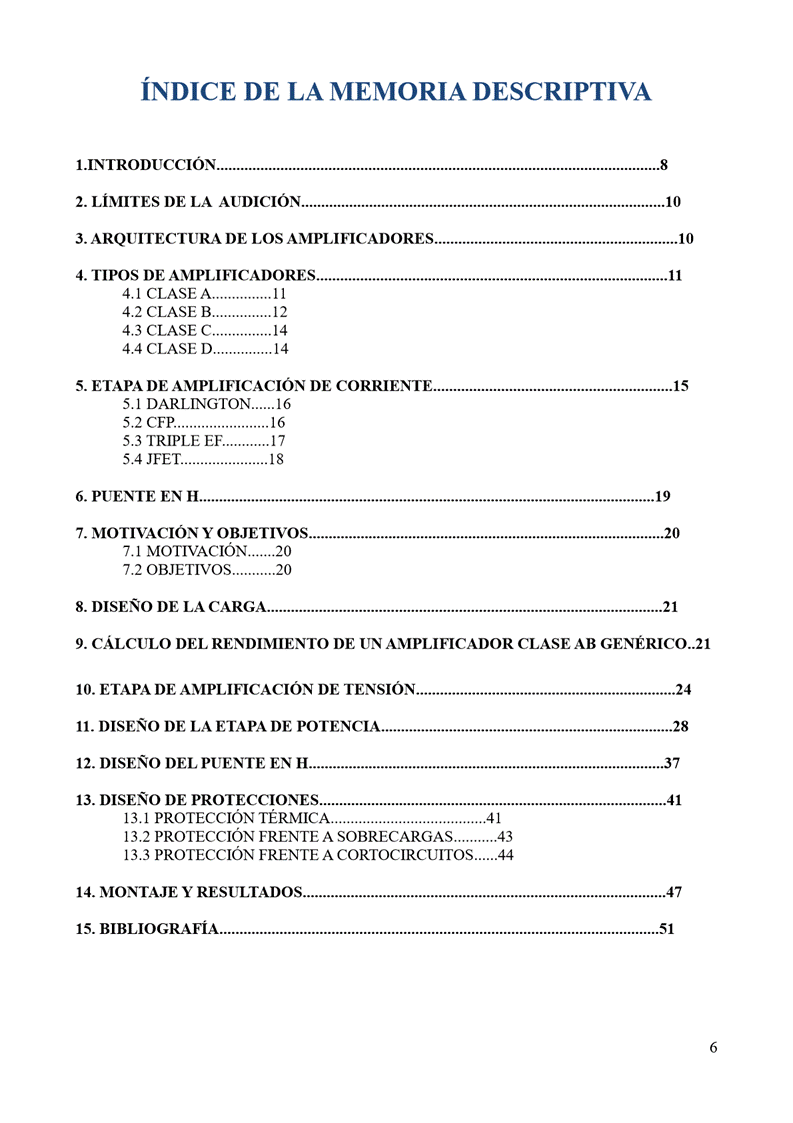 ÍNDICE DE LA MEMORIA DESCRIPTIVA
1.INTRODUCCIÓN...............................................................................................................8
2. LÍMITES DE LA  AUDICIÓN...........................................................................................10
3. ARQUITECTURA DE LOS AMPLIFICADORES.............................................................10
4. TIPOS DE AMPLIFICADORES........................................................................................11
4.1 CLASE A...............11
4.2 CLASE B...............12
4.3 CLASE C...............14
4.4 CLASE D...............14
5. ETAPA DE AMPLIFICACIÓN DE CORRIENTE............................................................15
5.1 DARLINGTON......16
5.2 CFP........................16
5.3 TRIPLE EF............17
5.4 JFET......................18
6. PUENTE EN H..................................................................................................................19
7. MOTIVACIÓN Y OBJETIVOS.........................................................................................20
7.1 MOTIVACIÓN.......20
7.2 OBJETIVOS...........20
8. DISEÑO DE LA CARGA...................................................................................................21
9. CÁLCULO DEL RENDIMIENTO DE UN AMPLIFICADOR CLASE AB GENÉRICO..21
10. ETAPA DE AMPLIFICACIÓN DE TENSIÓN.................................................................24
11. DISEÑO DE LA ETAPA DE POTENCIA.........................................................................28
12. DISEÑO DEL PUENTE EN H.........................................................................................37
13. DISEÑO DE PROTECCIONES.......................................................................................41
13.1 PROTECCIÓN TÉRMICA.......................................41
13.2 PROTECCIÓN FRENTE A SOBRECARGAS...........43
13.3 PROTECCIÓN FRENTE A CORTOCIRCUITOS......44
14. MONTAJE Y RESULTADOS...........................................................................................47
15. BIBLIOGRAFÍA..............................................................................................................51
6